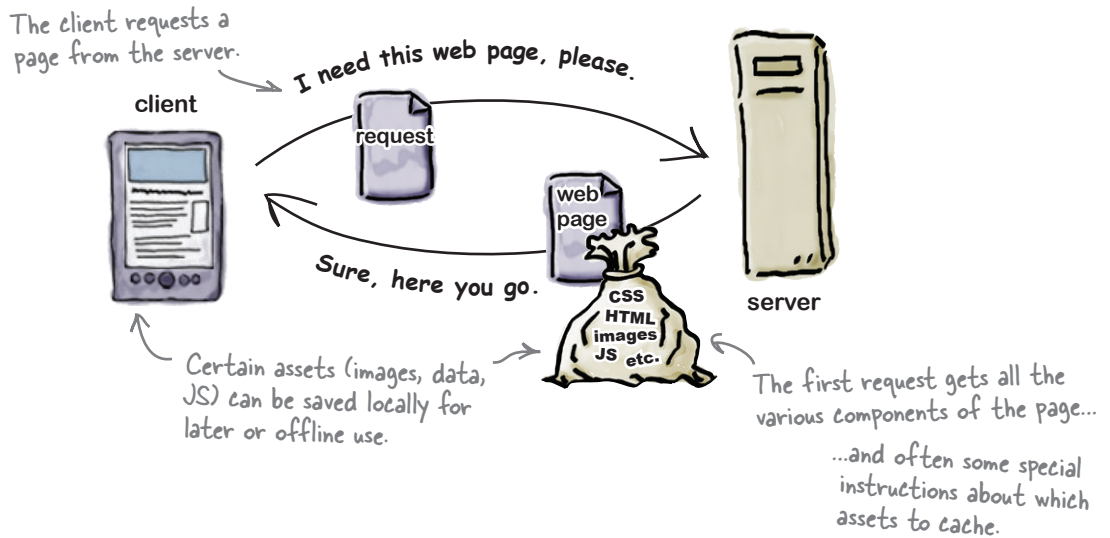 The client requests a
page from the server.
I need this web page, please.
client
request
web
page
Sure, here you go.
CSS
HTML
images
JS etc.
server
Certain assets (images, data,
JS) can be saved locally for
later or offline use.
The first request gets all the
various components of the page...
...and often some special
instructions about which
assets to cache.